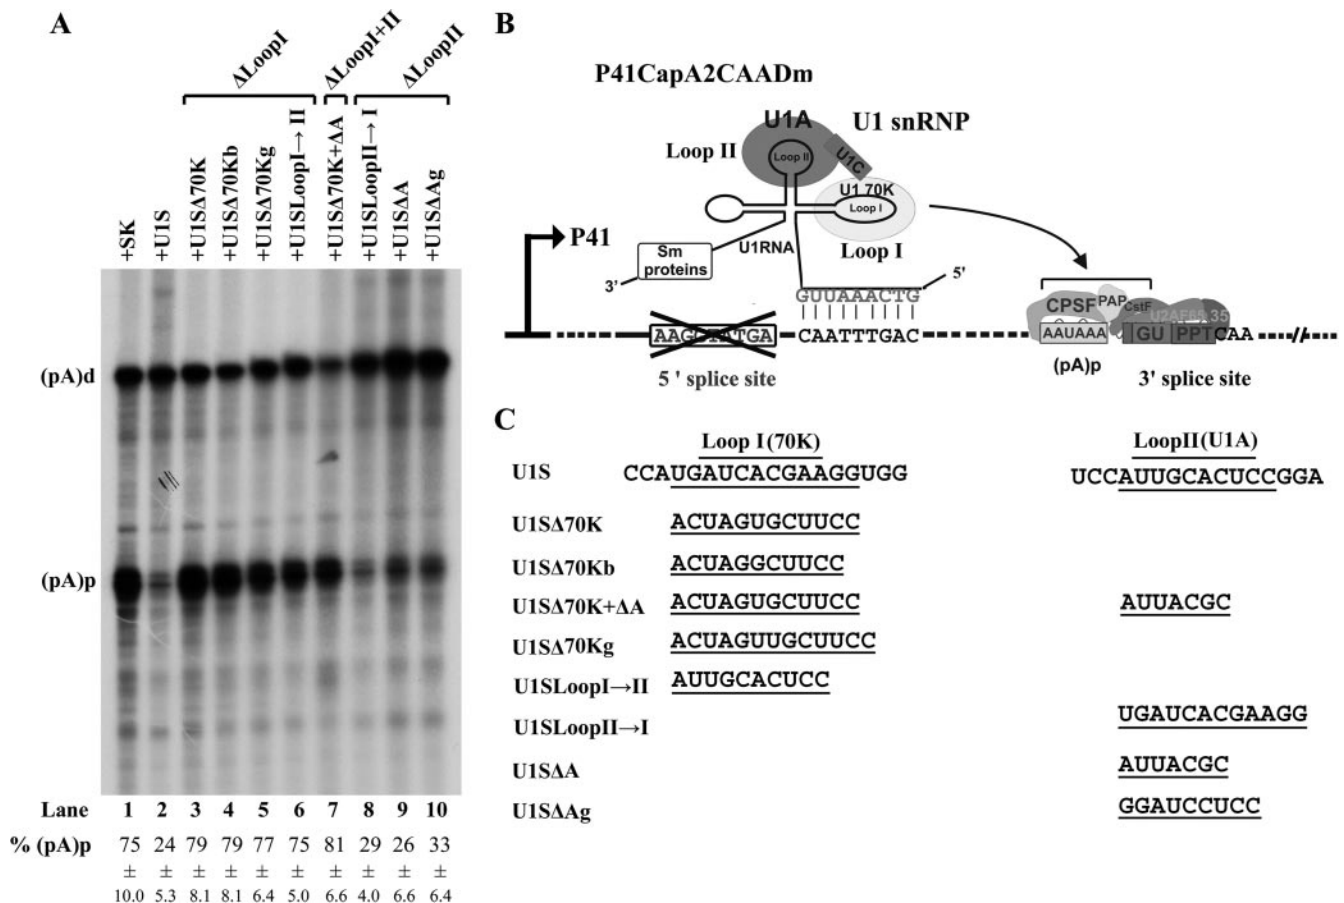 A
ΔLoopI
ΔLoopI+II
ΔLoopII
+SK
+U1S
+U1SΔ70K
+U1SΔ70Kb
+U1SΔ70Kg
+U1SLoopI→ II
+U1SΔ70K+ΔA
+U1SLoopII→ I
+U1SΔA
+U1SΔAg
(pA)d
(pA)p
Lane 1 2 3 4 5 6 7 8 9 10
% (pA)p 75 24 79 79 77 75 81 29 26 33
± ± ± ± ± ± ± ± ± ±
10.0 5.3 8.1 8.1 6.4 5.0 6.6 4.0 6.6 6.4
B
P41CapA2CAADm
U1A
U1 snRNP
Loop II
Loop II
U1C
U1 70K
Loop I
Loop I
P41
U1RNA
Sm
proteins
3'
5'
GUUAAACUG
AAGGTATGA
CAATTTGAC
CPSF
PAP
CstF
U2AF65
35
AAUAAA
GU
PPT
CAA
(pA)p
5 ' splice site
3' splice site
C
Loop I (70K)
LoopII(U1A)
U1S CCAUGAUCACGAAGGUGG UCCAUUGCACUCCGGA
U1SΔ70K ACUAGUGCUUCC
U1SΔ70Kb ACUAGGCUUCC
U1SΔ70K+ΔA ACUAGUGCUUCC AUUACGC
U1SΔ70Kg ACUAGUUGCUUCC
U1SLoopI→II AUUGCACUCC
U1SLoopII→I UGAUCACGAAGG
U1SΔA AUUACGC
U1SΔAg GGAUCCUCC